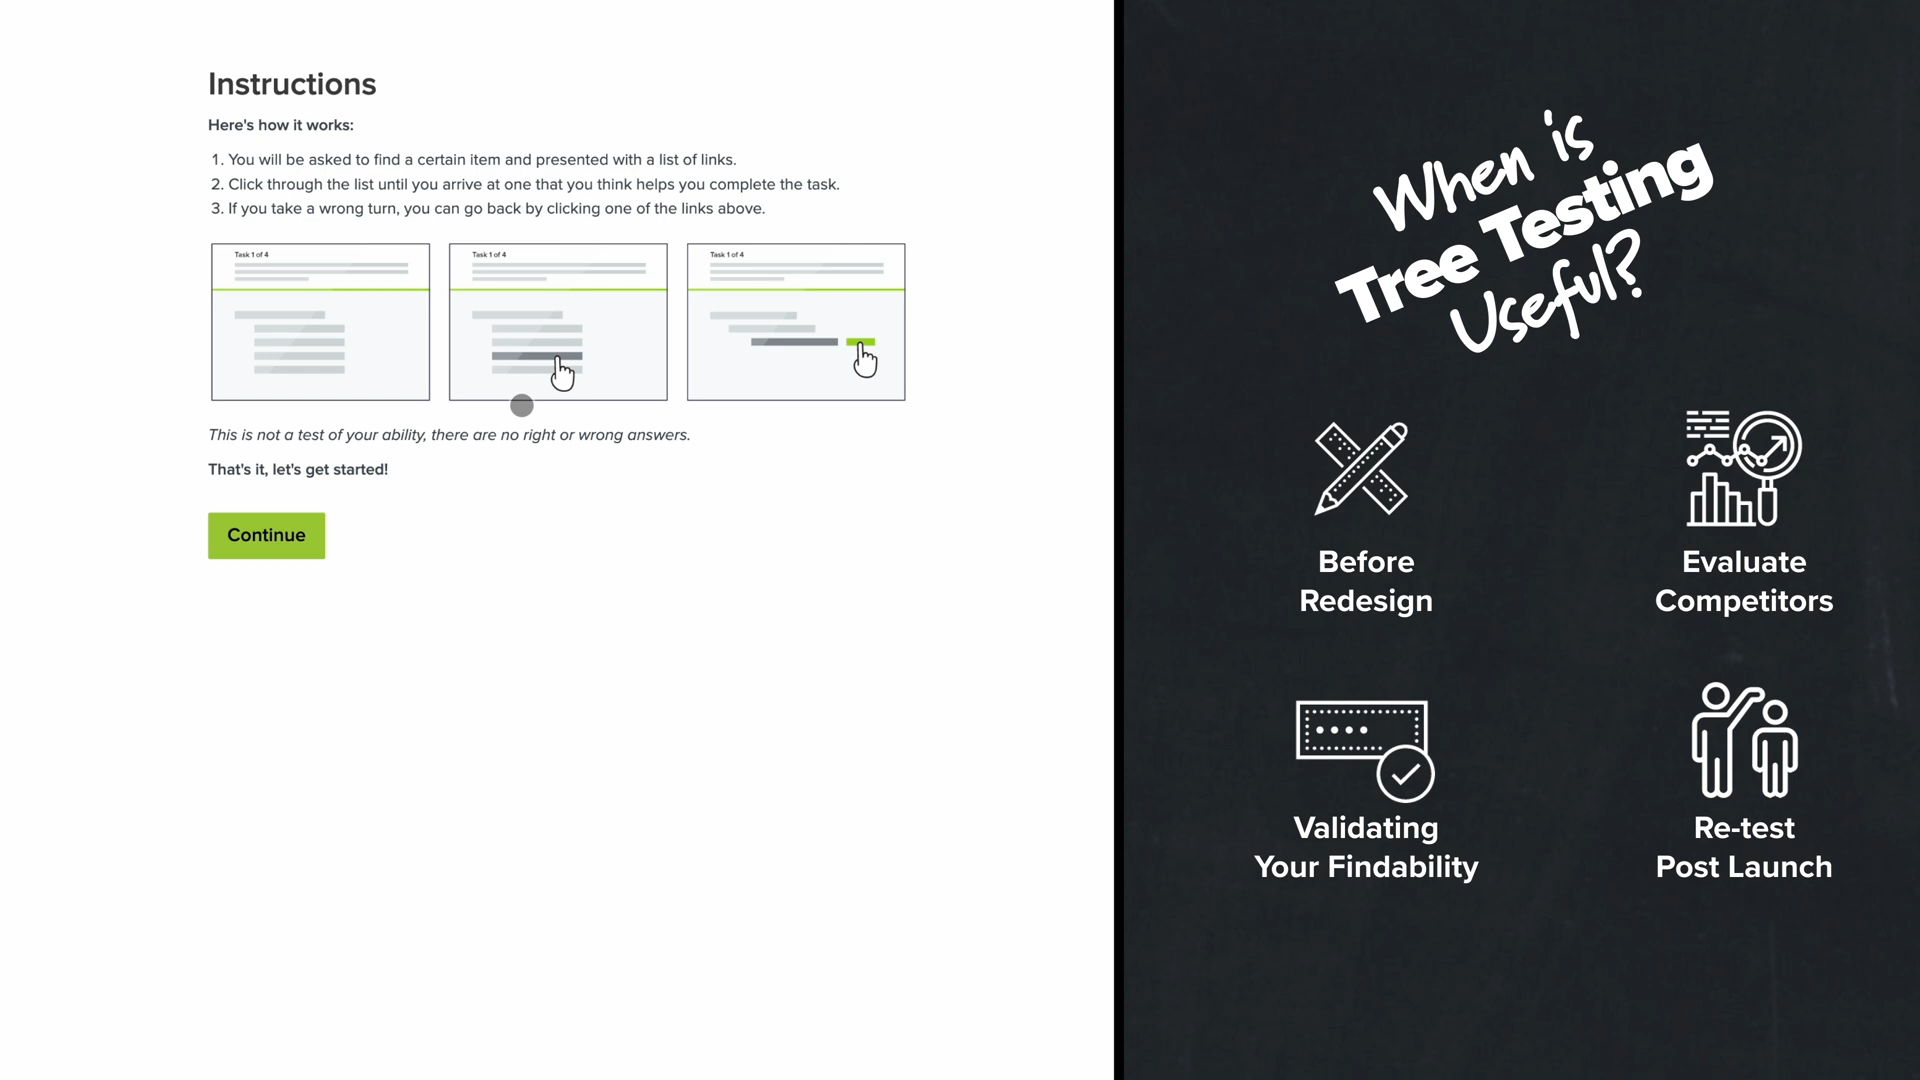 Instructions
Here's how it works:
1. You will be asked to find a certain item and presented with a list of links.
2. Click through the list until you arrive at one that you think helps you complete the task.
3. If you take a wrong turn, you can go back by clicking one of the links above.
Task 1 of 4
Task 1 of 4
Task 1 of 4
This is not a test of your ability, there are no right or wrong answers.
That's it, let's get started!
Continue
When is
Tree Testing
Useful?
Before
Redesign
Evaluate
Competitors
Validating
Your Findability
Re-test
Post Launch